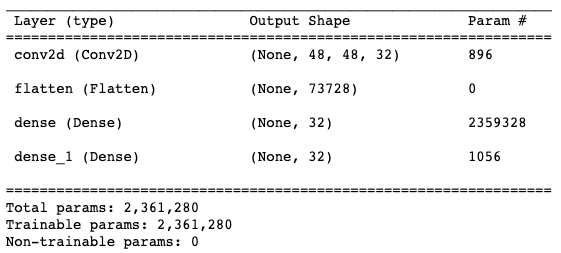 Layer (type) Output Shape Param #
=================================================================
conv2d (Conv2D) (None, 48, 48, 32) 896
flatten (Flatten) (None, 73728) 0
dense (Dense) (None, 32) 2359328
dense_1 (Dense) (None, 32) 1056
=================================================================
Total params: 2,361,280
Trainable params: 2,361,280
Non-trainable params: 0